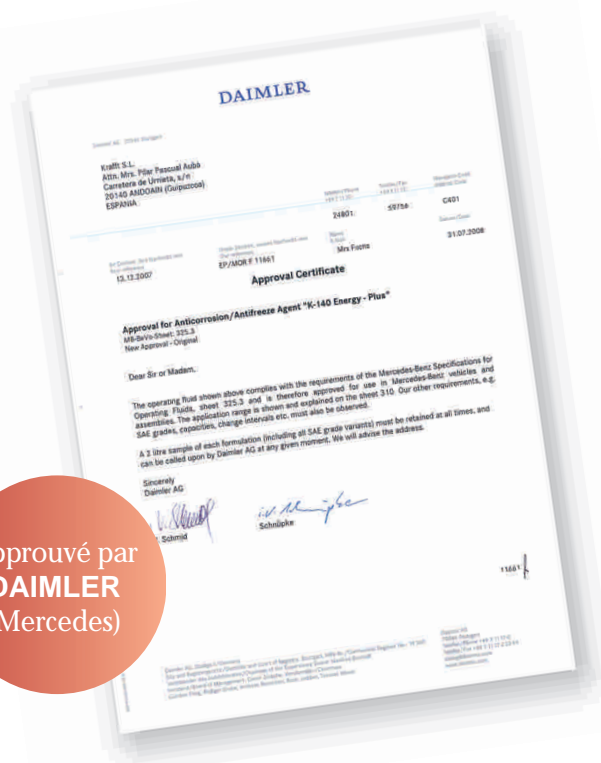 DAIMLER
Krafft S.L.
Attn. Mrs. Pilar Pascual Aubà
Carretera de Urnieta, s/n
20140 ANDOAIN (Guipuzcoa)
ESPANIA
24801
59756
C401
13.12.2007
EP/MOR F 11661
Mrs Fuchs
31.07.2008
Approval Certificate
Approval for Anticorrosion/Antifreeze Agent "K-140 Energy - Plus"
MB-BeVo-Sheet: 325.3
New Approval - Original
Dear Sir or Madam,
The operating fluid shown above complies with the requirements of the Mercedes-Benz Specifications for
Operating Fluids, sheet 325.3 and is therefore approved for use in Mercedes-Benz vehicles and
assemblies. The application range is shown and explained on the sheet 310. Our other requirements, e.g.
SAE grades, capacities, change intervals etc. must also be observed.
A 2 litre sample of each formulation (including all SAE grade variants) must be retained at all times, and
can be called upon by Daimler AG at any given moment. We will advise the address.
Sincerely
Daimler AG
Schmid
Schnüpke
pprouvé par
DAIMLER
Mercedes)
11661